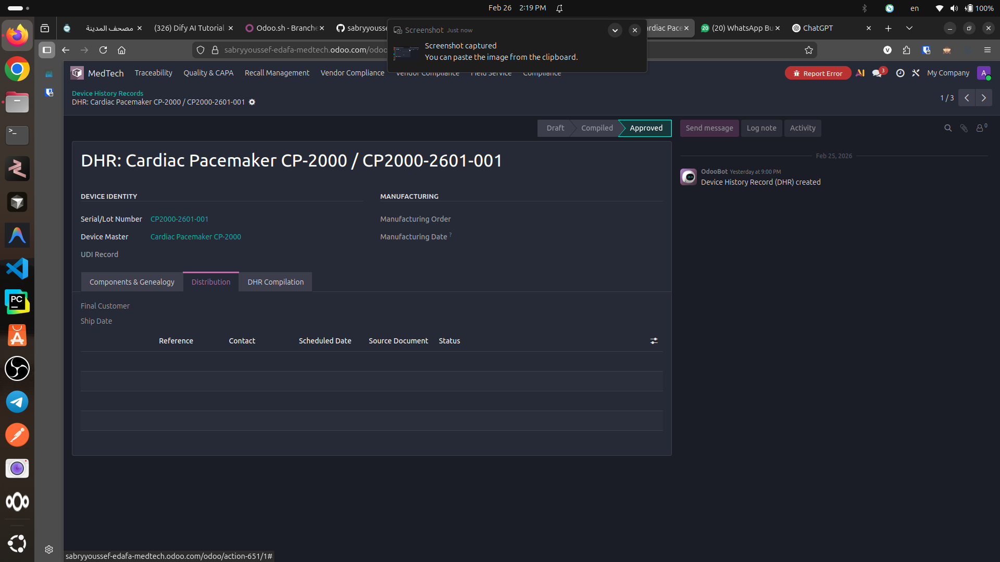 Feb 26 2:19 PM
en 100%
مصحف المدينة
(326) Dify AI Tutorial
Odoo.sh - Branche
sabryyousse
ardiac Pace
(20) WhatsApp Bu
ChatGPT
Screenshot Just now
Screenshot captured
You can paste the image from the clipboard.
sabryyoussef-edafa-medtech.odoo.com/odoo
MedTech Traceability Quality & CAPA Recall Management Vendor Compliance Vendor Compliance Field Service Compliance
Report Error 3 My Company A
Device History Records
DHR: Cardiac Pacemaker CP-2000 / CP2000-2601-001
1 / 3
Draft Compiled Approved
Send message Log note Activity 0
DHR: Cardiac Pacemaker CP-2000 / CP2000-2601-001
DEVICE IDENTITY
Serial/Lot Number CP2000-2601-001
Device Master Cardiac Pacemaker CP-2000
UDI Record
MANUFACTURING
Manufacturing Order
Manufacturing Date ?
Components & Genealogy Distribution DHR Compilation
Final Customer
Ship Date
Reference Contact Scheduled Date Source Document Status
Feb 25, 2026
OdooBot Yesterday at 9:00 PM
Device History Record (DHR) created
sabryyoussef-edafa-medtech.odoo.com/odoo/action-651/1#